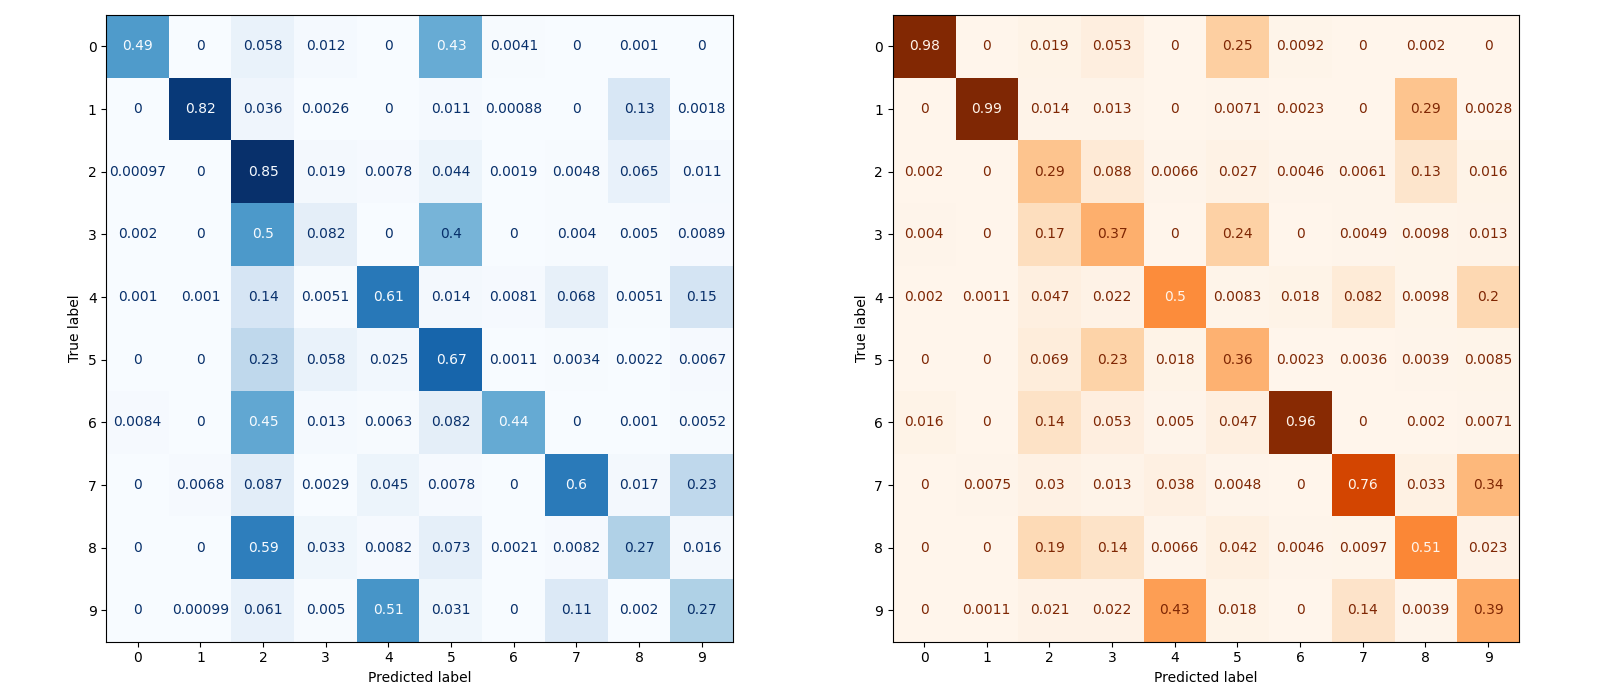 0 0.49 0 0.058 0.012 0 0.43 0.0041 0 0.001 0
1 0 0.82 0.036 0.0026 0 0.011 0.00088 0 0.13 0.0018
2 0.00097 0 0.85 0.019 0.0078 0.044 0.0019 0.0048 0.065 0.011
3 0.002 0 0.5 0.082 0 0.4 0 0.004 0.005 0.0089
4 0.001 0.001 0.14 0.0051 0.61 0.014 0.0081 0.068 0.0051 0.15
5 0 0 0.23 0.058 0.025 0.67 0.0011 0.0034 0.0022 0.0067
6 0.0084 0 0.45 0.013 0.0063 0.082 0.44 0 0.001 0.0052
7 0 0.0068 0.087 0.0029 0.045 0.0078 0 0.6 0.017 0.23
8 0 0 0.59 0.033 0.0082 0.073 0.0021 0.0082 0.27 0.016
9 0 0.00099 0.061 0.005 0.51 0.031 0 0.11 0.002 0.27
0 1 2 3 4 5 6 7 8 9
Predicted label
True label
0 0.98 0 0.019 0.053 0 0.25 0.0092 0 0.002 0
1 0 0.99 0.014 0.013 0 0.0071 0.0023 0 0.29 0.0028
2 0.002 0 0.29 0.088 0.0066 0.027 0.0046 0.0061 0.13 0.016
3 0.004 0 0.17 0.37 0 0.24 0 0.0049 0.0098 0.013
4 0.002 0.0011 0.047 0.022 0.5 0.0083 0.018 0.082 0.0098 0.2
5 0 0 0.069 0.23 0.018 0.36 0.0023 0.0036 0.0039 0.0085
6 0.016 0 0.14 0.053 0.005 0.047 0.96 0 0.002 0.0071
7 0 0.0075 0.03 0.013 0.038 0.0048 0 0.76 0.033 0.34
8 0 0 0.19 0.14 0.0066 0.042 0.0046 0.0097 0.51 0.023
9 0 0.0011 0.021 0.022 0.43 0.018 0 0.14 0.0039 0.39
0 1 2 3 4 5 6 7 8 9
Predicted label
True label